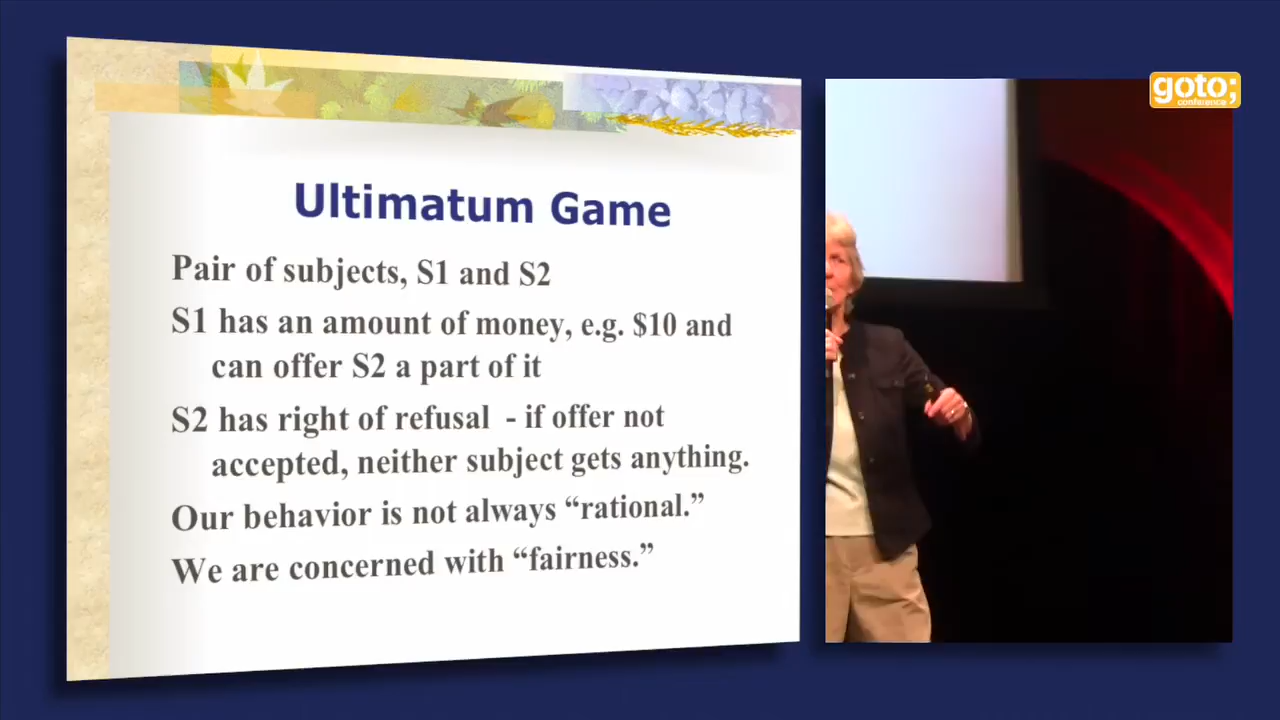 goto;
conference
Ultimatum Game
Pair of subjects, S1 and S2
S1 has an amount of money, e.g. $10 and
can offer S2 a part of it
S2 has right of refusal - if offer not
accepted, neither subject gets anything.
Our behavior is not always “rational.”
We are concerned with “fairness.”